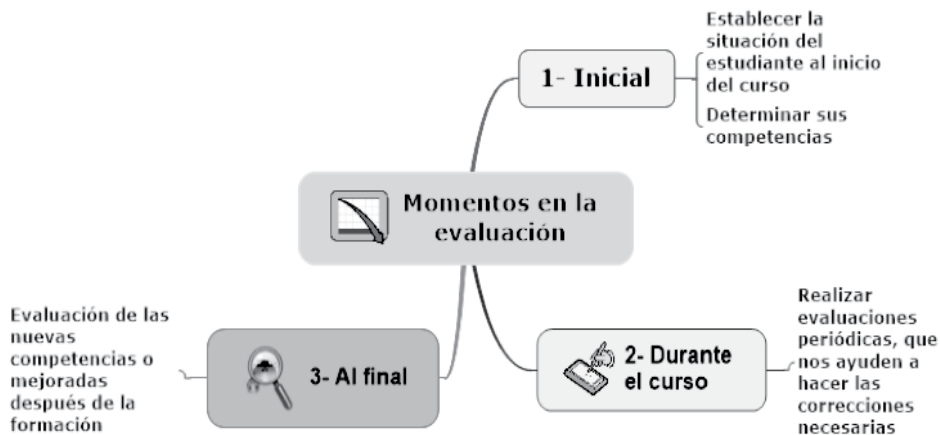 Establecer la
situación del
estudiante al inicio
del curso
Determinar sus
competencias
1- Inicial
Momentos en la
evaluación
Realizar
evaluaciones
periódicas, que
nos ayuden a
hacer las
correcciones
necesarias
2- Durante
el curso
3- Al final
Evaluación de las
nuevas
competencias o
mejoradas
después de la
formación